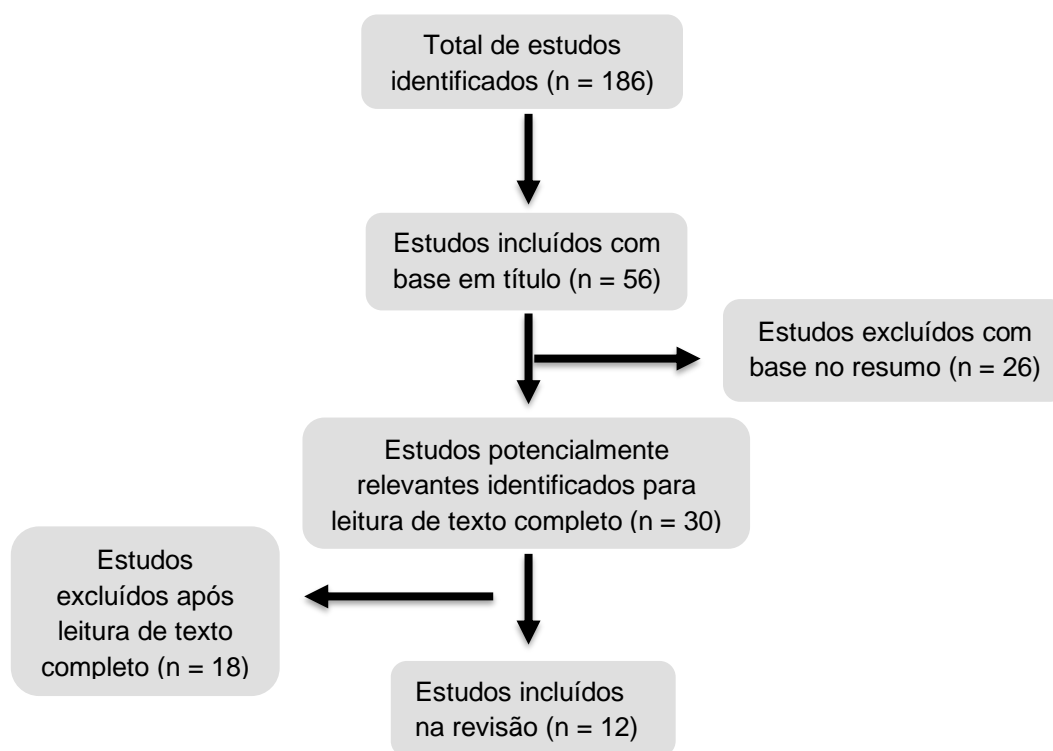 Total de estudos
identificados (n = 186)
Estudos incluídos com
base em título (n = 56)
Estudos excluídos com
base no resumo (n = 26)
Estudos potencialmente
relevantes identificados para
leitura de texto completo (n = 30)
Estudos
excluídos após
leitura de texto
completo (n = 18)
Estudos incluídos
na revisão (n = 12)